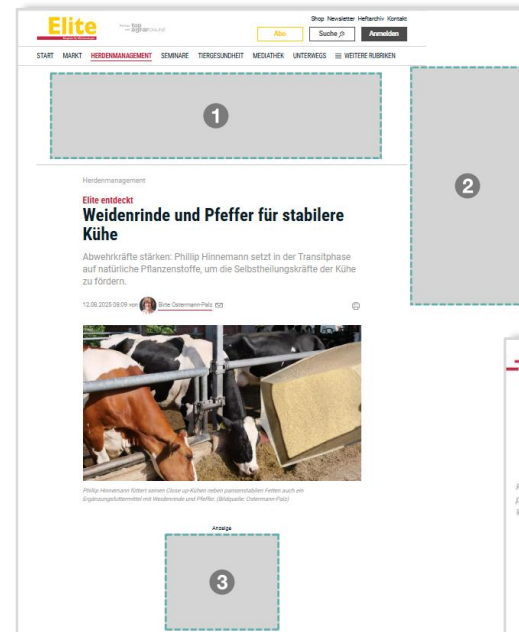 Elite
top agrar ONLINE
Shop Newsletter Heftarchiv Kontakt
Abo Suche Anmelden
START MARKT HERDENMANAGEMENT SEMINARE TIERGESUNDHEIT MEDIATHEK UNTERWEGS WEITERE RUBRIKEN
1
2
Herdenmanagement
Elite entdeckt
Weidenrinde und Pfeffer für stabilere
Kühe
Abwehrkräfte stärken: Phillip Hinnemann setzt in der Transitphase
auf natürliche Pflanzenstoffe, um die Selbstheilungskräfte der Kühe
zu fördern.
12.08.2025 08:09 von Birte Ostermann-Palz
Phillip Hinnemann füttert seinen Close up-Kühen neben pansenstabilen Fetten auch ein
Ergänzungsfuttermittel mit Weidenrinde und Pfeffer. (Bildquelle: Ostermann-Palz)
Anzeige
3